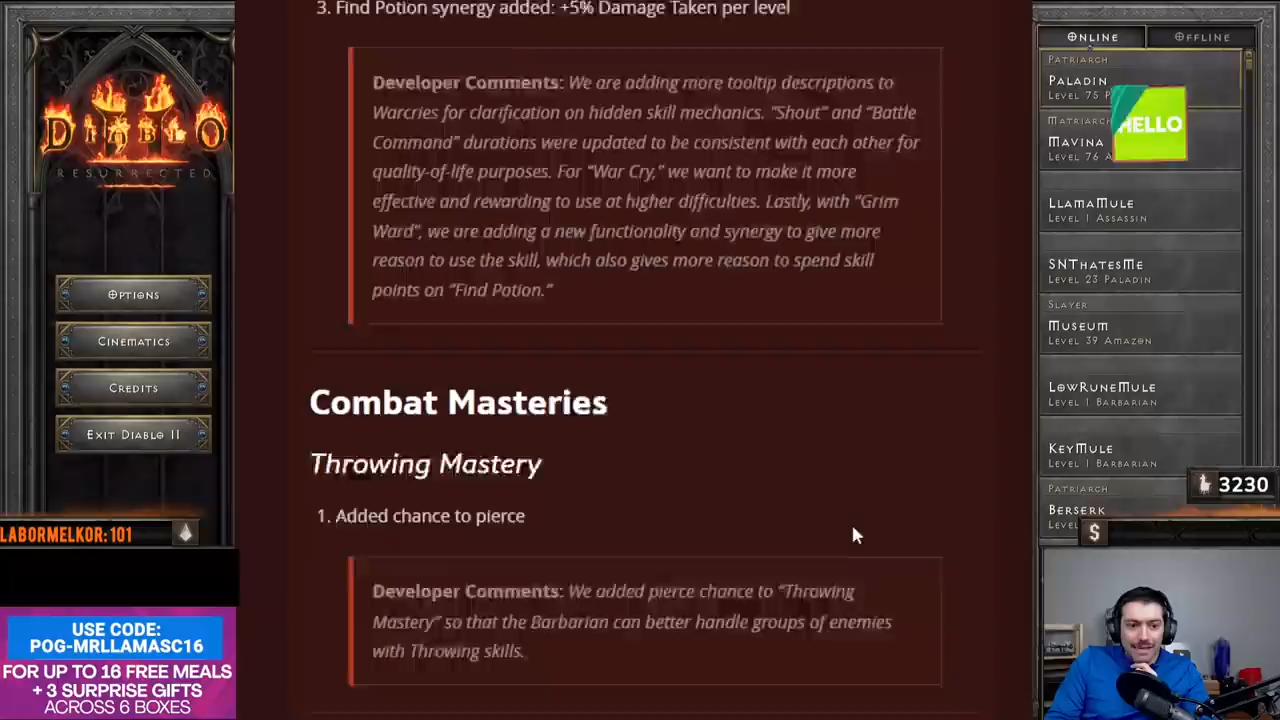 3. Find Potion synergy added: +5% Damage Taken per level
Developer Comments: We are adding more tooltip descriptions to
Warcries for clarification on hidden skill mechanics. "Shout" and "Battle
Command" durations were updated to be consistent with each other for
quality-of-life purposes. For "War Cry," we want to make it more
effective and rewarding to use at higher difficulties. Lastly, with "Grim
Ward", we are adding a new functionality and synergy to give more
reason to use the skill, which also gives more reason to spend skill
points on "Find Potion."
Combat Masteries
Throwing Mastery
1. Added chance to pierce
Developer Comments: We added pierce chance to "Throwing
Mastery" so that the Barbarian can better handle groups of enemies
with Throwing skills.
DIABLO
RESURRECTED
OPTIONS
CINEMATICS
CREDITS
EXIT DIABLO II
LABORMELKOR: 101
USE CODE:
POG-MRLLAMASC16
FOR UP TO 16 FREE MEALS
+ 3 SURPRISE GIFTS
ACROSS 6 BOXES
ONLINE
OFFLINE
PATRIARCH
PALADIN
LEVEL 75 P
HELLO
MATRIARCH
MAVINA
LEVEL 76 A
LLAMAMULE
LEVEL 1 ASSASSIN
SNTHATESME
LEVEL 23 PALADIN
SLAYER
MUSEUM
LEVEL 39 AMAZON
LOWRUNEMULE
LEVEL 1 BARBARIAN
KEYMULE
LEVEL 1 BARBARIAN
PATRIARCH
BERSERK
LEVEL
3230
$